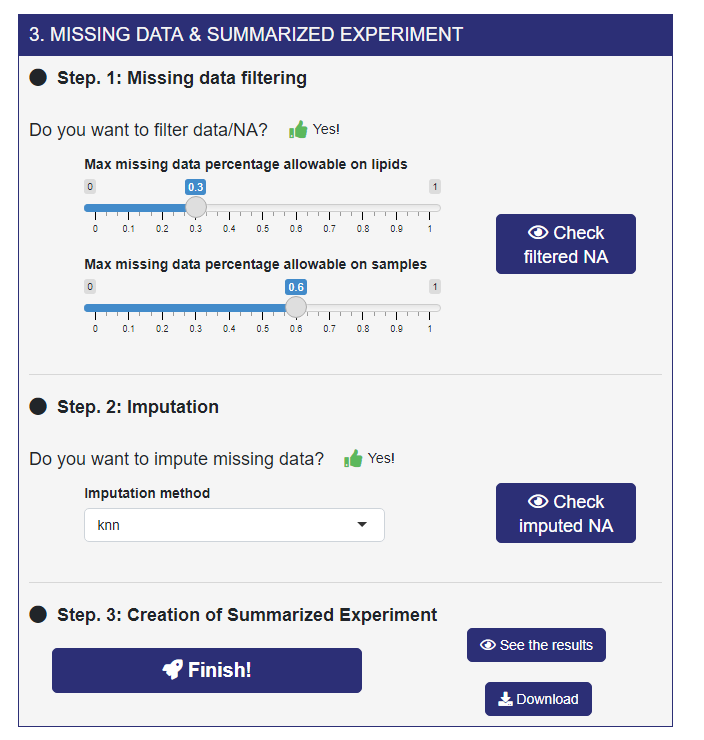 3. MISSING DATA & SUMMARIZED EXPERIMENT
Step. 1: Missing data filtering
Do you want to filter data/NA? Yes!
Max missing data percentage allowable on lipids
0 0.3 1
0 0.1 0.2 0.3 0.4 0.5 0.6 0.7 0.8 0.9 1
Max missing data percentage allowable on samples
0 0.6 1
0 0.1 0.2 0.3 0.4 0.5 0.6 0.7 0.8 0.9 1
Check
filtered NA
Step. 2: Imputation
Do you want to impute missing data? Yes!
Imputation method
knn
Check
imputed NA
Step. 3: Creation of Summarized Experiment
Finish!
See the results
Download